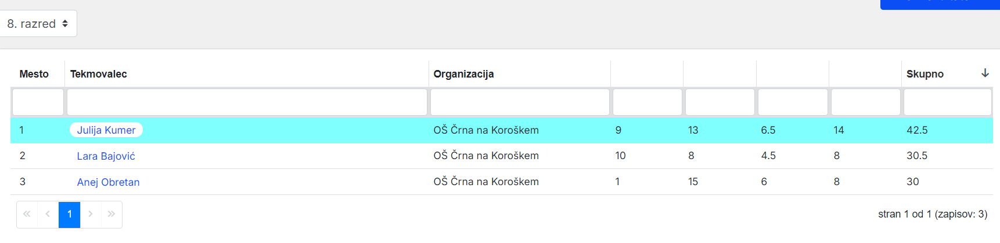 8. razred
Mesto Tekmovalec Organizacija Skupno
1 Julija Kumer OŠ Črna na Koroškem 9 13 6.5 14 42.5
2 Lara Bajović OŠ Črna na Koroškem 10 8 4.5 8 30.5
3 Anej Obretan OŠ Črna na Koroškem 1 15 6 8 30
« ‹ 1 › » stran 1 od 1 (zapisov: 3)